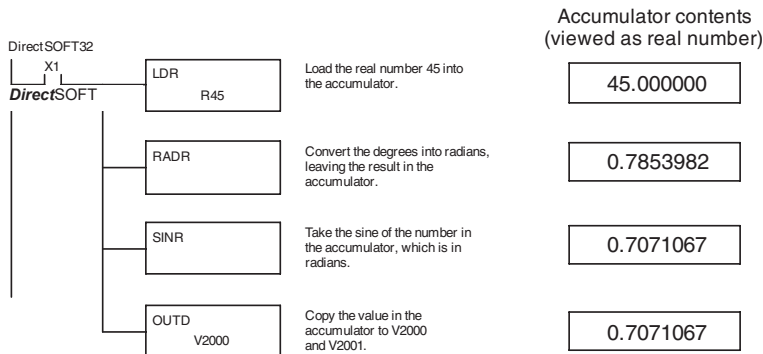 Accumulator contents
(viewed as real number)
DirectSOFT32
X1
DirectSOFT
LDR
R45
Load the real number 45 into
the accumulator.
45.000000
RADR
Convert the degrees into radians,
leaving the result in the
accumulator.
0.7853982
SINR
Take the sine of the number in
the accumulator, which is in
radians.
0.7071067
OUTD
V2000
Copy the value in the
accumulator to V2000
and V2001.
0.7071067